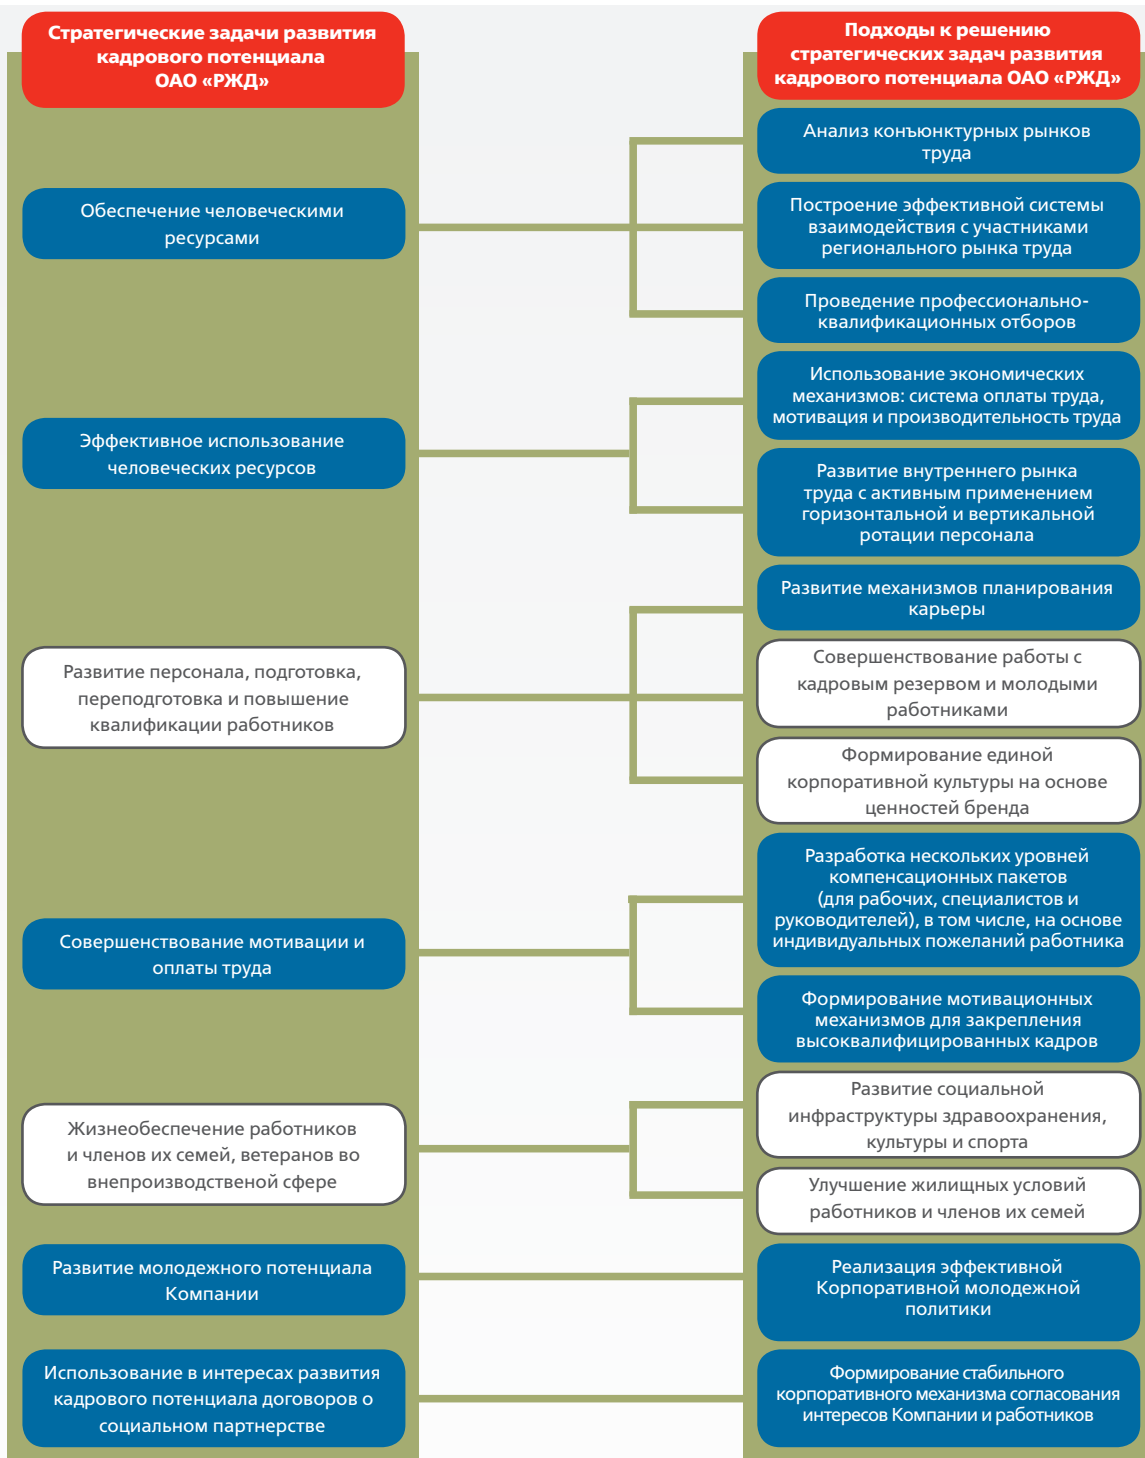 Стратегические задачи развития
кадрового потенциала
ОАО «РЖД»
Подходы к решению
стратегических задач развития
кадрового потенциала ОАО «РЖД»
Обеспечение человеческими
ресурсами
Анализ конъюнктурных рынков
труда
Построение эффективной системы
взаимодействия с участниками
регионального рынка труда
Проведение профессионально-
квалификационных отборов
Эффективное использование
человеческих ресурсов
Использование экономических
механизмов: система оплаты труда,
мотивация и производительность труда
Развитие внутреннего рынка
труда с активным применением
горизонтальной и вертикальной
ротации персонала
Развитие персонала, подготовка,
переподготовка и повышение
квалификации работников
Развитие механизмов планирования
карьеры
Совершенствование работы с
кадровым резервом и молодыми
работниками
Формирование единой
корпоративной культуры на основе
ценностей бренда
Совершенствование мотивации и
оплаты труда
Разработка нескольких уровней
компенсационных пакетов
(для рабочих, специалистов и
руководителей), в том числе, на основе
индивидуальных пожеланий работника
Формирование мотивационных
механизмов для закрепления
высоквалифицированных кадров
Жизнеобеспечение работников
и членов их семей, ветеранов во
внепроизводственой сфере
Развитие социальной
инфраструктуры здравоохранения,
культуры и спорта
Улучшение жилищных условий
работников и членов их семей
Развитие молодежного потенциала
Компании
Реализация эффективной
Корпоративной молодежной
политики
Использование в интересах развития
кадрового потенциала договоров о
социальном партнерстве
Формирование стабильного
корпоративного механизма согласования
интересов Компании и работников